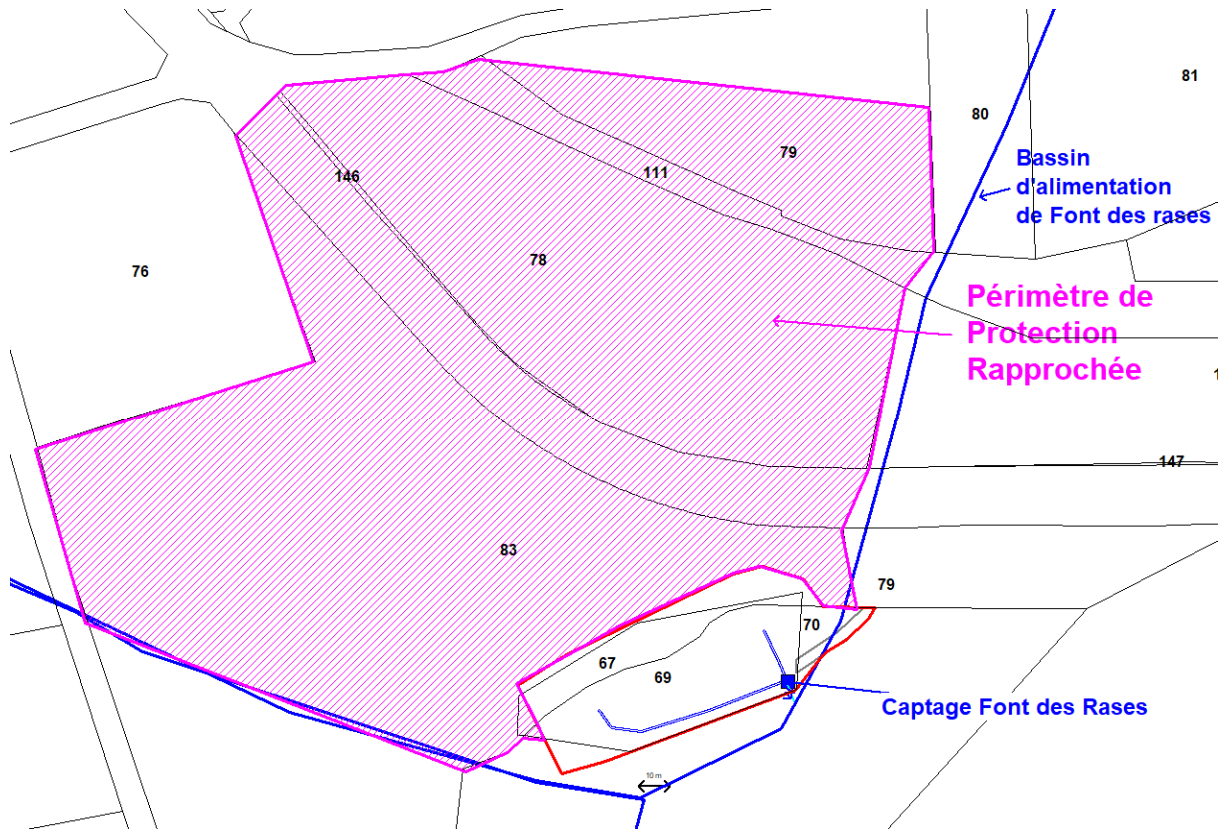 81
80
79
Bassin
d'alimentation
de Font des rases
146
111
78
76
Périmètre de
Protection
Rapprochée
1
147
83
79
70
67
69
Captage Font des Rases
10 m